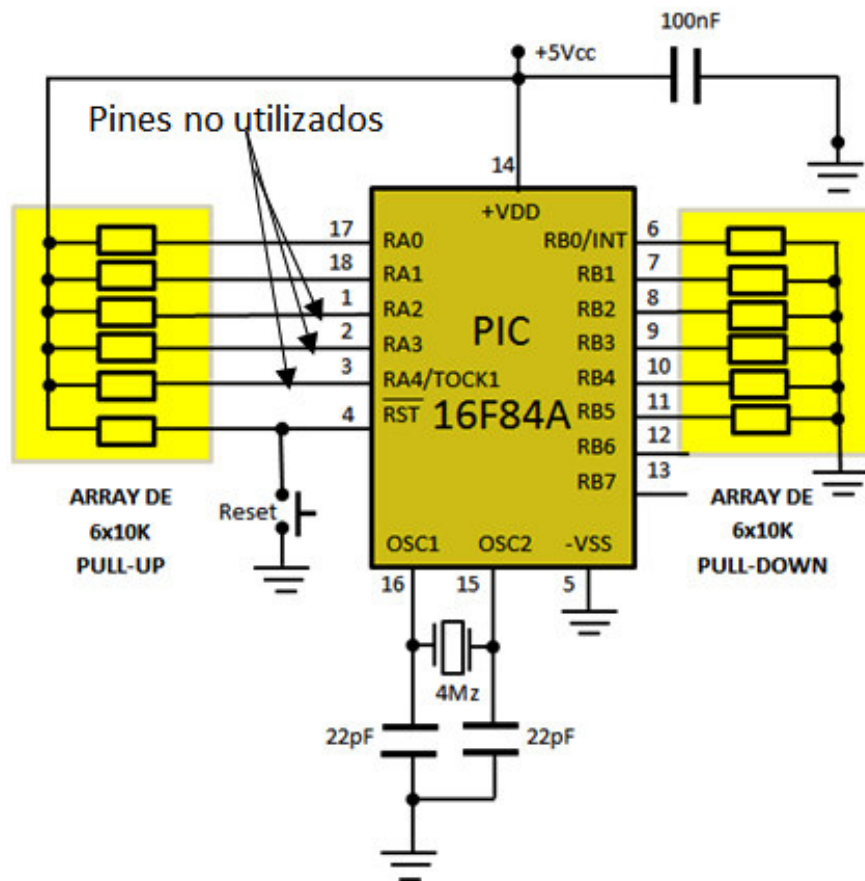 100nF
+5Vcc
Pines no utilizados
14
+VDD
17
RA0
RB0/INT
6
18
RA1
RB1
7
1
RA2
RB2
8
2
RA3
PIC
RB3
9
3
RA4/TOCK1
RB4
10
4
RST
16F84A
RB5
11
RB6
12
RB7
13
ARRAY DE
6x10K
PULL-UP
Reset
ARRAY DE
6x10K
PULL-DOWN
OSC1
OSC2
-VSS
16
15
5
4Mz
22pF
22pF